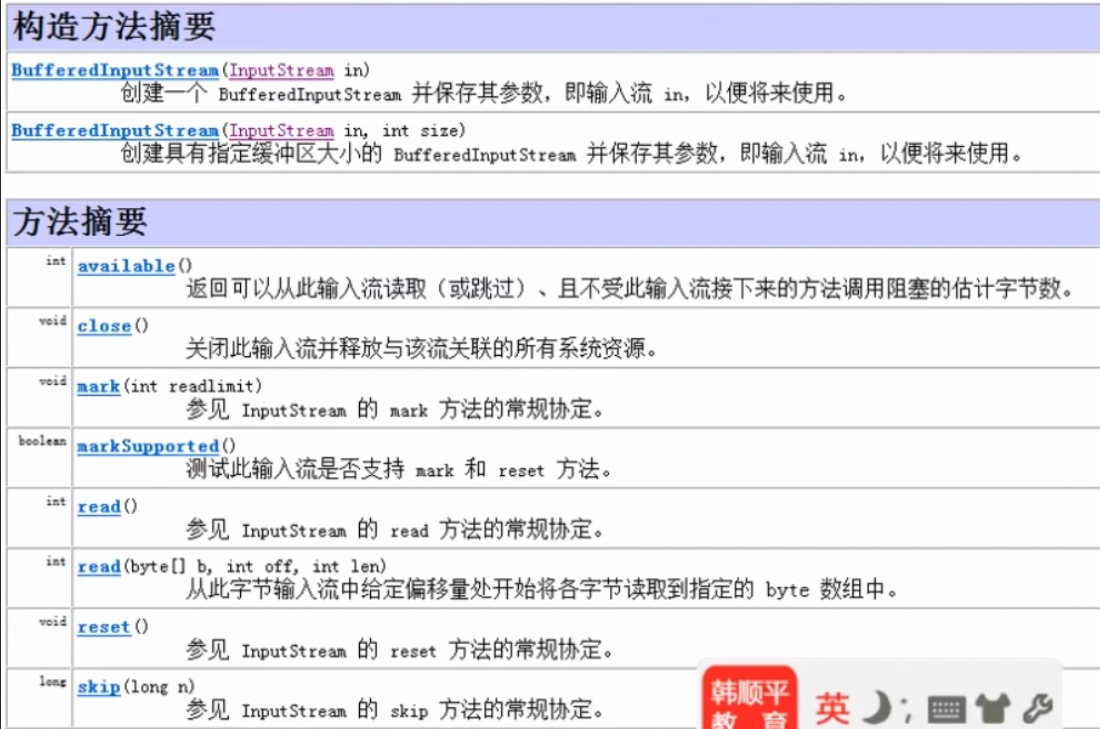 构造方法摘要
BufferedInputStream(InputStream in)
创建一个 BufferedInputStream 并保存其参数，即输入流 in，以便将来使用。
BufferedInputStream(InputStream in, int size)
创建具有指定缓冲区大小的 BufferedInputStream 并保存其参数，即输入流 in，以便将来使用。
方法摘要
int available()
返回可以从此输入流读取（或跳过）、且不受此输入流接下来的方法调用阻塞的估计字节数。
void close()
关闭此输入流并释放与该流关联的所有系统资源。
void mark(int readlimit)
参见 InputStream 的 mark 方法的常规协定。
boolean markSupported()
测试此输入流是否支持 mark 和 reset 方法。
int read()
参见 InputStream 的 read 方法的常规协定。
int read(byte[] b, int off, int len)
从此字节输入流中给定偏移量处开始将各字节读取到指定的 byte 数组中。
void reset()
参见 InputStream 的 reset 方法的常规协定。
long skip(long n)
参见 InputStream 的 skip 方法的常规协定。
韩顺平
教 育
英